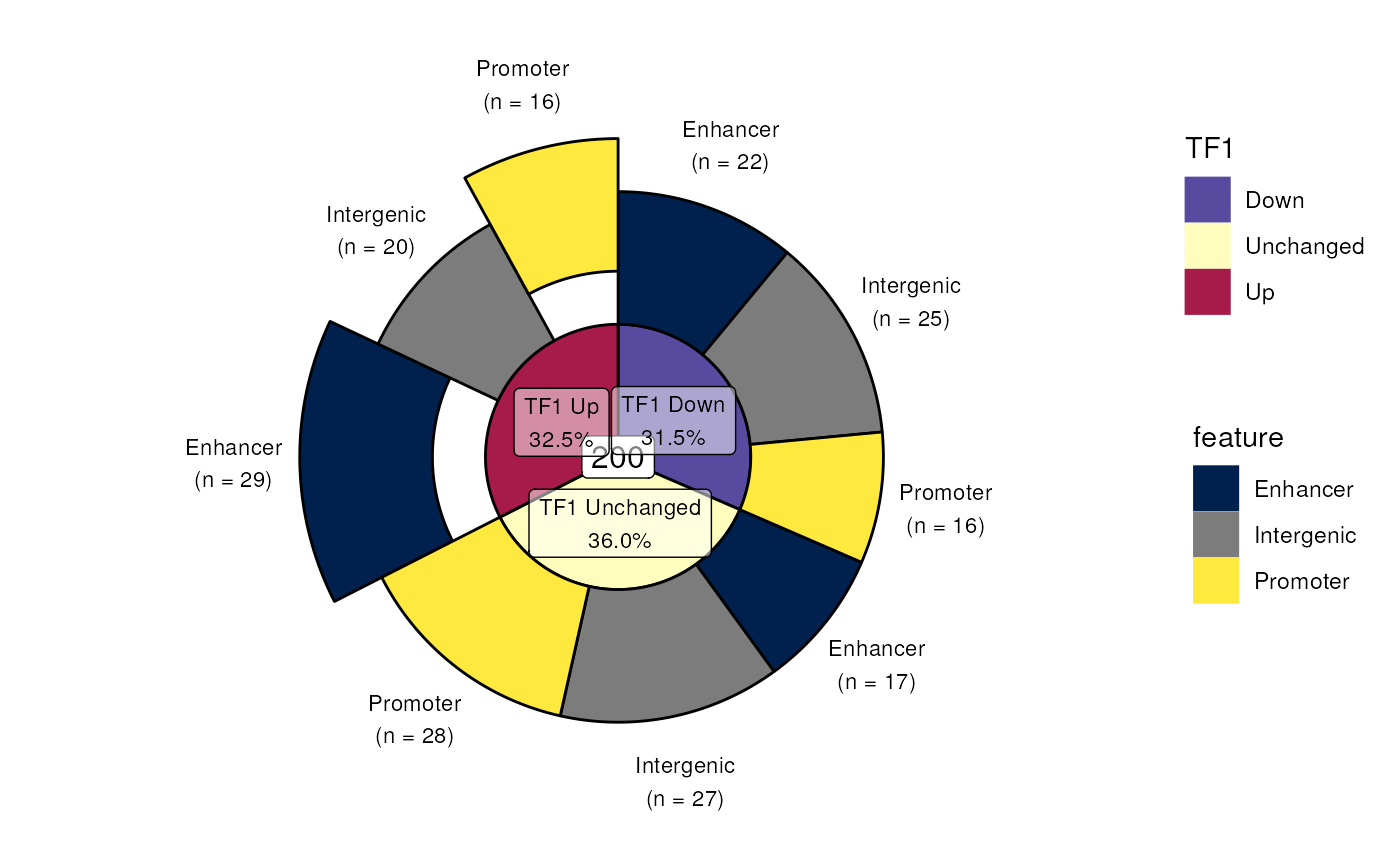 Promoter
(n = 16)
Enhancer
(n = 22)
Intergenic
(n = 20)
Intergenic
(n = 25)
TF1 Up
32.5%
TF1 Down
31.5%
200
TF1 Unchanged
36.0%
Enhancer
(n = 29)
Promoter
(n = 16)
Enhancer
(n = 17)
Promoter
(n = 28)
Intergenic
(n = 27)
TF1
Down
Unchanged
Up
feature
Enhancer
Intergenic
Promoter